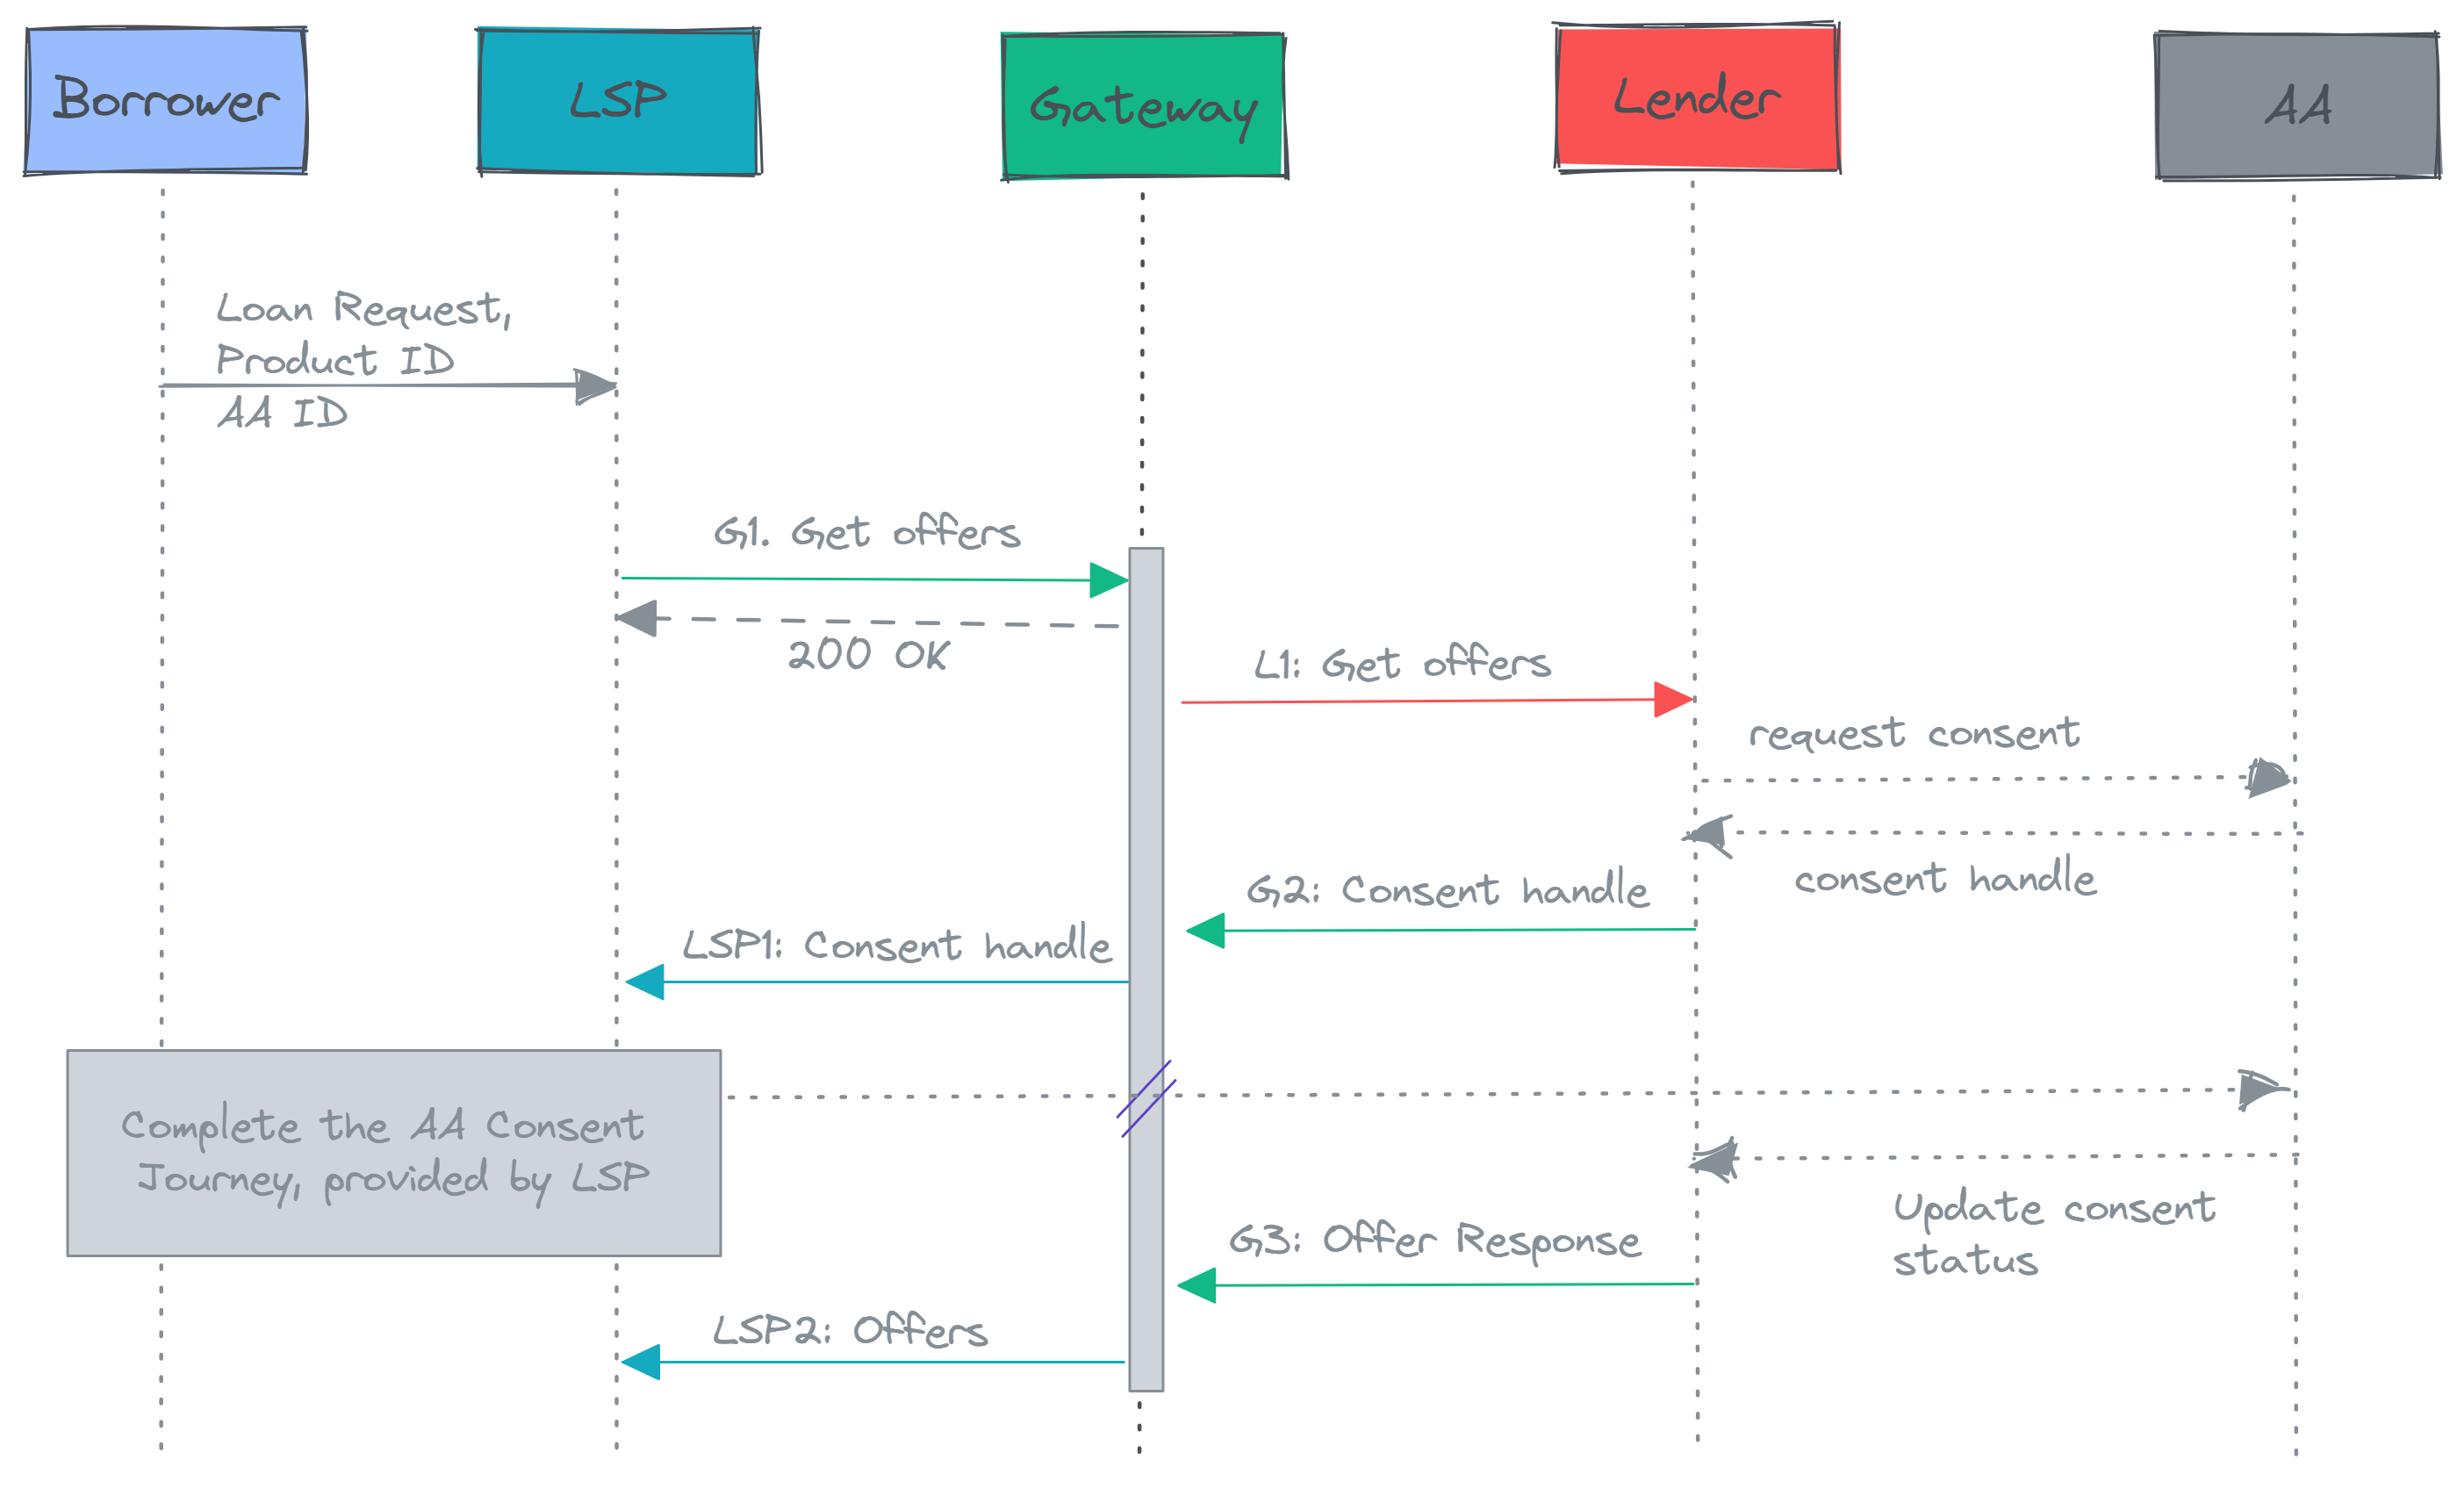 Borrower
LSP
Gateway
Lender
AA
Loan Request,
Product ID
AA ID
G1. Get offers
200 OK
L1: Get offers
request consent
consent handle
G2: Consent handle
LSP1: Consent handle
Complete the AA Consent
Journey, provided by LSP
Update consent
status
G3: Offer Response
LSP2: Offers